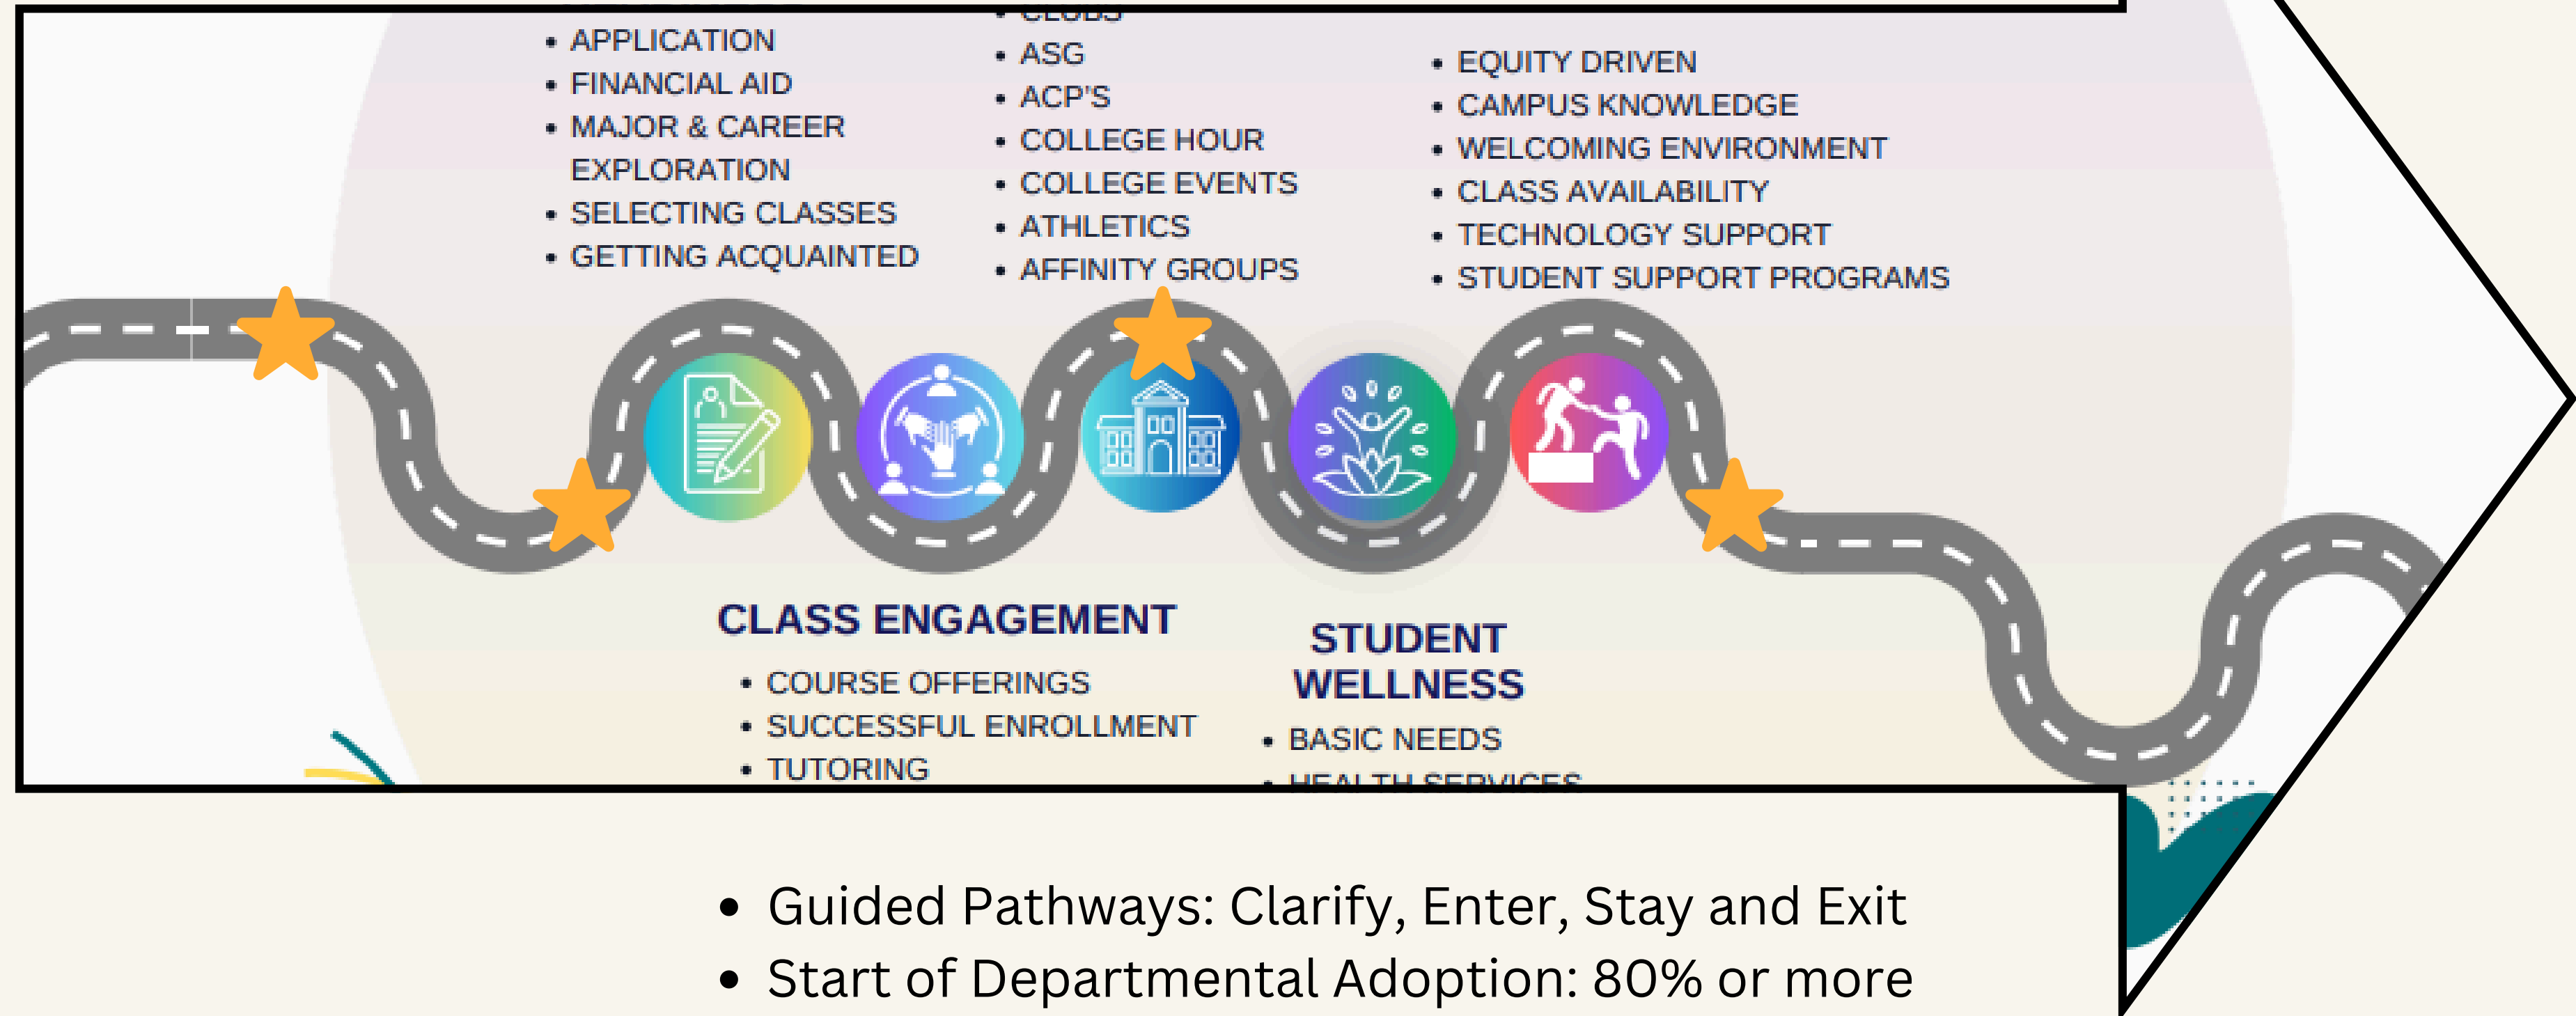 • APPLICATION
• FINANCIAL AID
• MAJOR & CAREER
EXPLORATION
• SELECTING CLASSES
• GETTING ACQUAINTED
• CLUBS
• ASG
• ACP'S
• COLLEGE HOUR
• COLLEGE EVENTS
• ATHLETICS
• AFFINITY GROUPS
• EQUITY DRIVEN
• CAMPUS KNOWLEDGE
• WELCOMING ENVIRONMENT
• CLASS AVAILABILITY
• TECHNOLOGY SUPPORT
• STUDENT SUPPORT PROGRAMS
CLASS ENGAGEMENT
• COURSE OFFERINGS
• SUCCESSFUL ENROLLMENT
• TUTORING
STUDENT
WELLNESS
• BASIC NEEDS
• HEALTH SERVICES
• Guided Pathways: Clarify, Enter, Stay and Exit
• Start of Departmental Adoption: 80% or more